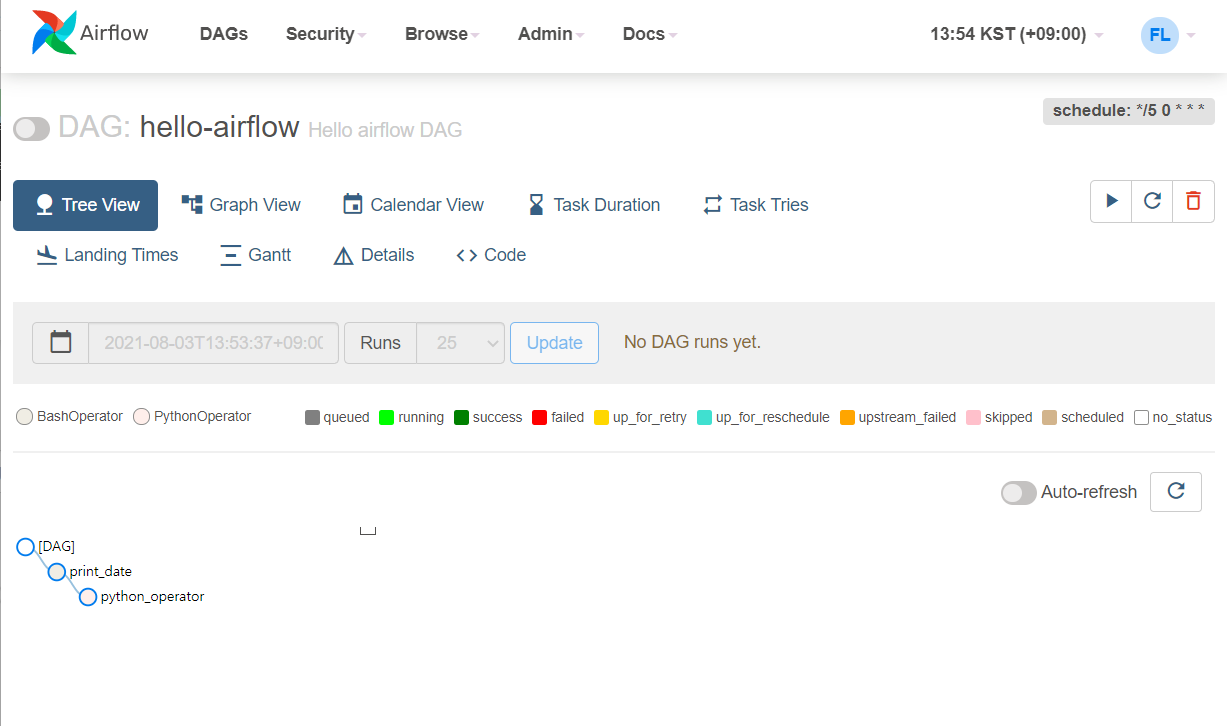 Airflow DAGs Security Browse Admin Docs 13:54 KST (+09:00) FL
schedule: */5 0 * * *
DAG: hello-airflow Hello airflow DAG
Tree View Graph View Calendar View Task Duration Task Tries
Landing Times Gantt Details Code
2021-08-03T13:53:37+09:00 Runs 25 Update No DAG runs yet.
BashOperator PythonOperator queued running success failed up_for_retry up_for_reschedule upstream_failed skipped scheduled no_status
Auto-refresh
[DAG]
print_date
python_operator